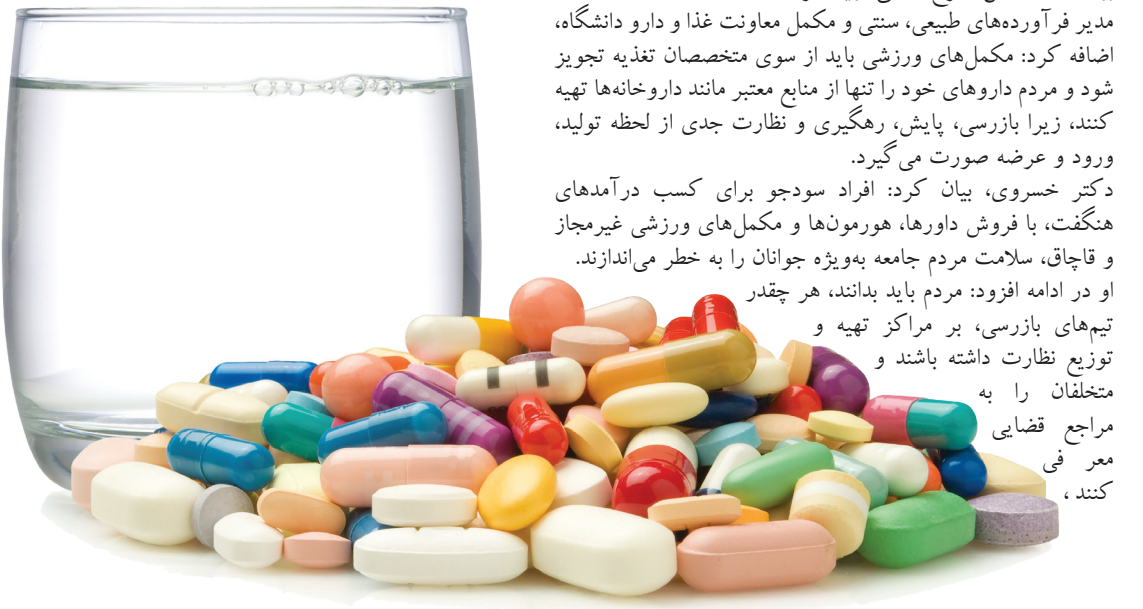 مدیر فرآورده‌های طبیعی، سنتی و مکمل معاونت غذا و دارو دانشگاه،
اضافه کرد: مکمل‌های ورزشی باید از سوی متخصصان تغذیه تجویز
شود و مردم داروهای خود را تنها از منابع معتبر مانند داروخانه‌ها تهیه
کنند، زیرا بازرسی، پایش، رهگیری و نظارت جدی از لحظه تولید،
ورود و عرضه صورت می‌گیرد.
دکتر خسروی، بیان کرد: افراد سودجو برای کسب درآمدهای
هنگفت، با فروش داورها، هورمون‌ها و مکمل‌های ورزشی غیرمجاز
و قاچاق، سلامت مردم جامعه به‌ویژه جوانان را به خطر می‌اندازند.
او در ادامه افزود: مردم باید بدانند، هر چقدر
تیم‌های بازرسی، بر مراکز تهیه و
توزیع نظارت داشته باشند و
متخلفان را به
مراجع قضایی
معر فی
کنند ،